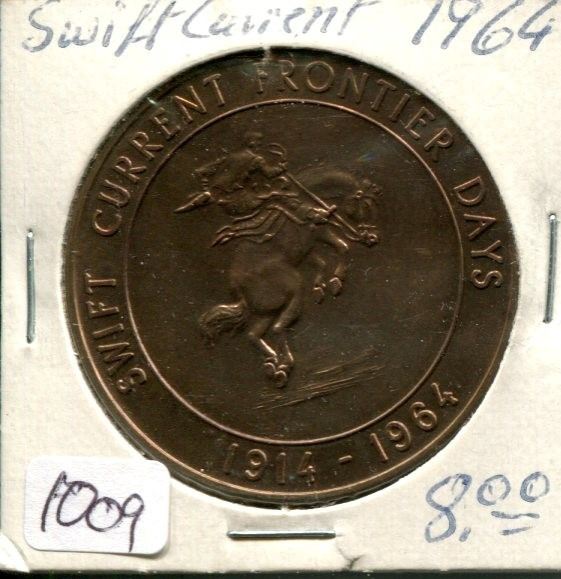 Swift Current 1964
SWIFT CURRENT FRONTIER DAYS
1914 - 1964
1009
8.00